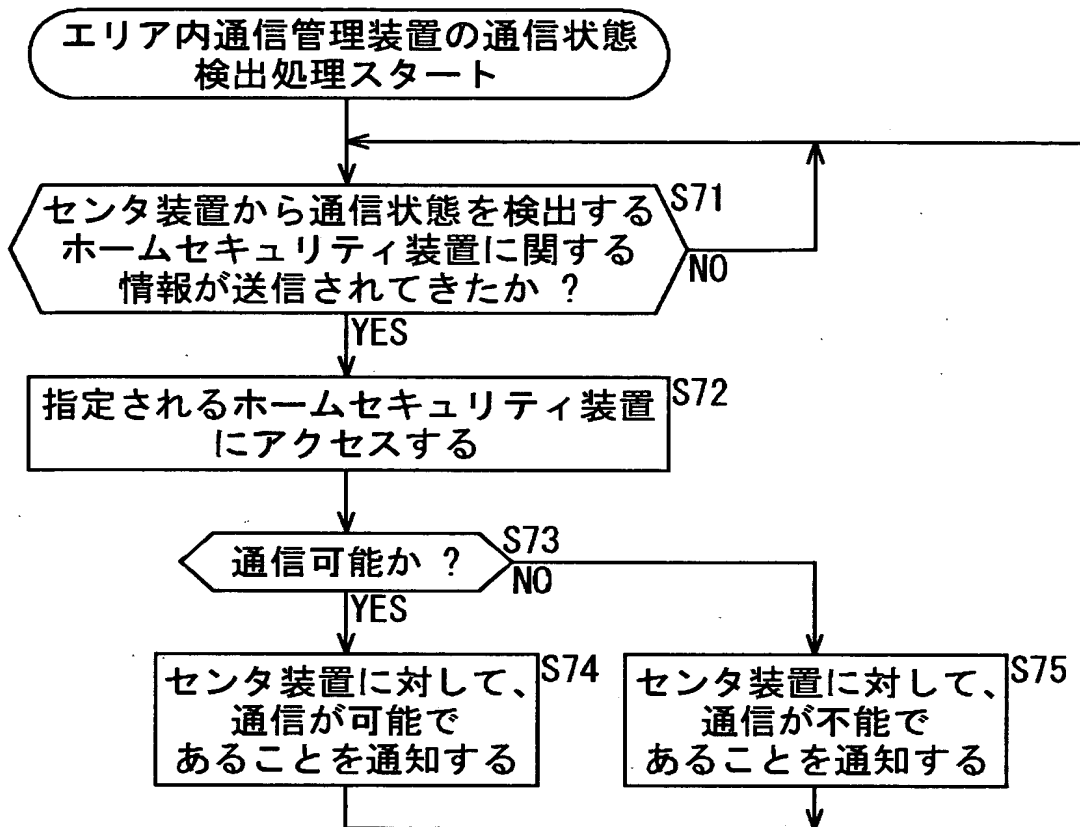 エリア内通信管理装置の通信状態
検出処理スタート
センタ装置から通信状態を検出する
ホームセキュリティ装置に関する
情報が送信されてきたか ?
S71
NO
YES
指定されるホームセキュリティ装置
にアクセスする
S72
通信可能か ?
S73
NO
YES
センタ装置に対して、
通信が可能で
あることを通知する
S74
センタ装置に対して、
通信が不能で
あることを通知する
S75